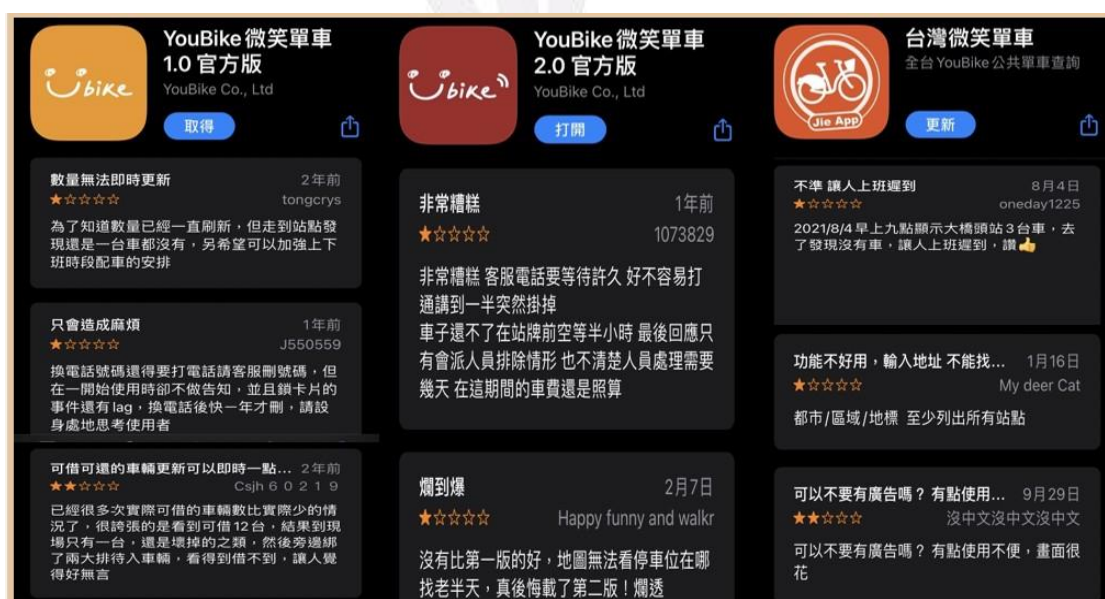 YouBike 微笑單車
1.0 官方版
YouBike Co., Ltd
取得
Ubike
數量無法即時更新
2年前
★☆☆☆☆
tongcrys
為了知道數量已經一直刷新，但走到站點發
現還是一台車都沒有，另希望可以加強上下
班時段配車的安排
只會造成麻煩
1年前
★☆☆☆☆
J550559
換電話號碼還得要打電話請客服刪號碼，但
在一開始使用時卻不做告知，並且鎖卡片的
事件還有 lag，換電話後快一年才刪，請設
身處地思考使用者
可借可還的車輛更新可以即時一點...
2年前
★★☆☆☆
Csjh 6 0 2 1 9
已經很多次實際可借的車輛數比實際少的情
況了，很誇張的是看到可借12台，結果到現
場只有一台，還是壞掉的之類，然後旁邊綁
了兩大排待入車輛，看得到借不到，讓人覺
得好無言
YouBike 微笑單車
2.0 官方版
YouBike Co., Ltd
打開
Ubike
非常糟糕
1年前
★☆☆☆☆
1073829
非常糟糕 客服電話要等待許久 好不容易打
通講到一半突然掛掉
車子還不了在站牌前空等半小時 最後回應只
有會派人員排除情形 也不清楚人員處理需要
幾天 在這期間的車費還是照算
爛到爆
2月7日
★☆☆☆☆
Happy funny and walkr
沒有比第一版的好，地圖無法看停車位在哪
找老半天，真後悔載了第二版！爛透
台灣微笑單車
全台YouBike公共單車查詢
更新
Jie App
不準 讓人上班遲到
8月4日
★☆☆☆☆
oneday1225
2021/8/4 早上九點顯示大橋頭站 3 台車，去
了發現沒有車，讓人上班遲到，讚👍
功能不好用，輸入地址 不能找...
1月16日
★☆☆☆☆
My deer Cat
都市/區域/地標 至少列出所有站點
可以不要有廣告嗎？有點使用...
9月29日
★★☆☆☆
沒中文沒中文沒中文
可以不要有廣告嗎？有點使用不便，畫面很
花